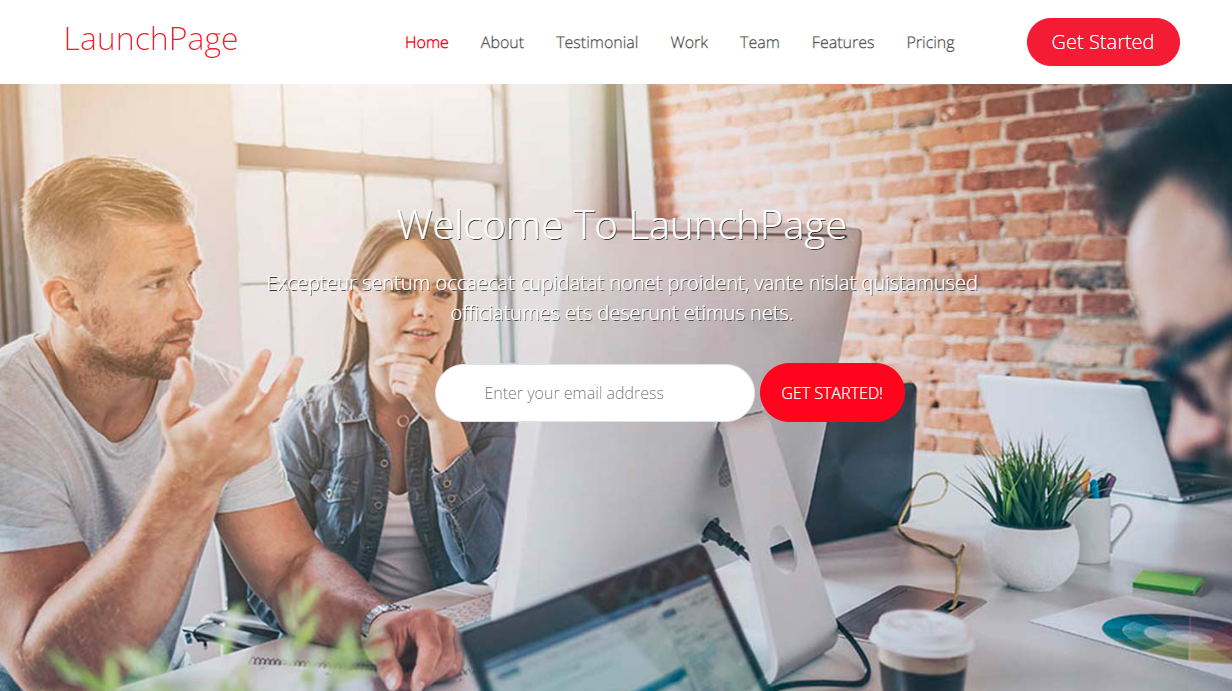 LaunchPage
Home About Testimonial Work Team Features Pricing
Get Started
Welcome To LaunchPage
Excepteur sentum occaecat cupidatat nonet proident, vante nislat quistamused
officiatumes ets deserunt etimus nets.
Enter your email address
GET STARTED!